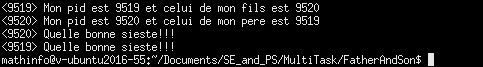 <9519> Mon pid est 9519 et celui de mon fils est 9520
<9520> Mon pid est 9520 et celui de mon pere est 9519
<9520> Quelle bonne sieste!!!
<9519> Quelle bonne sieste!!!
mathinfo@v-ubuntu2016-55:~/Documents/SE_and_PS/MultiTask/FatherAndSon$